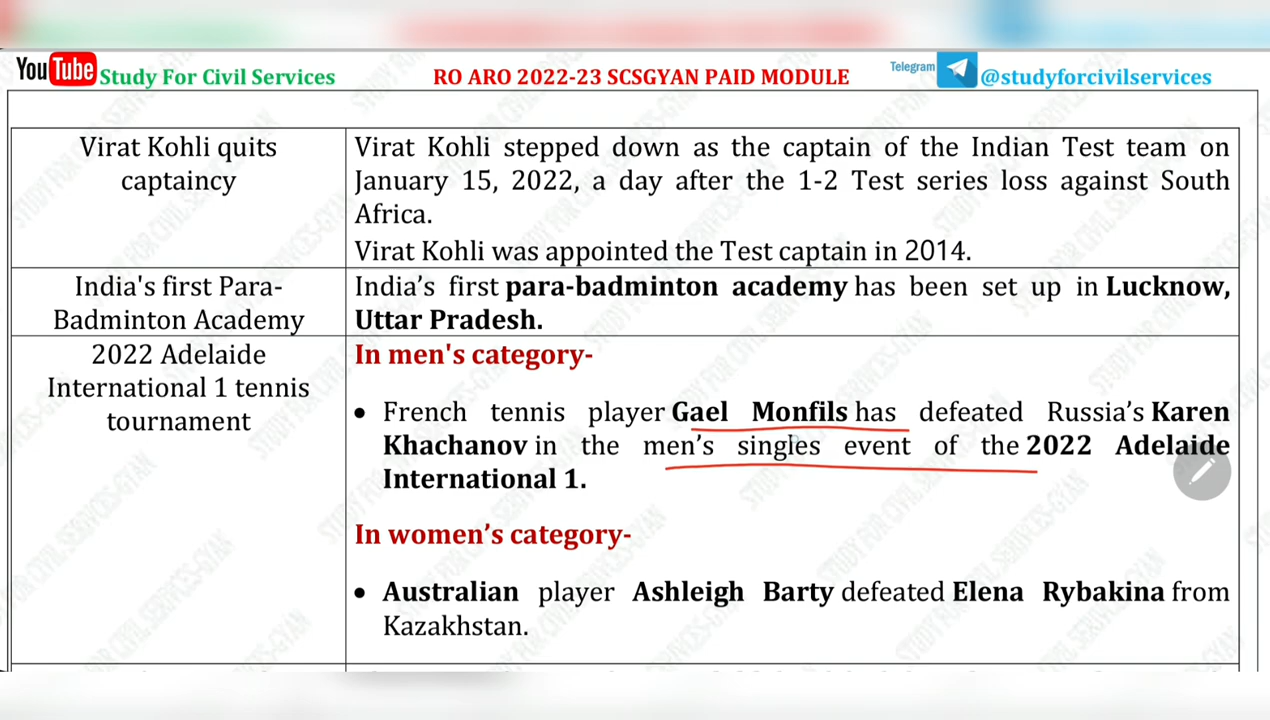 YouTube Study For Civil Services RO ARO 2022-23 SCSGYAN PAID MODULE Telegram @studyforcivilservices
Virat Kohli quits
captaincy
Virat Kohli stepped down as the captain of the Indian Test team on
January 15, 2022, a day after the 1-2 Test series loss against South
Africa.
Virat Kohli was appointed the Test captain in 2014.
India's first Para-
Badminton Academy
India’s first para-badminton academy has been set up in Lucknow,
Uttar Pradesh.
2022 Adelaide
International 1 tennis
tournament
In men's category-
• French tennis player Gael Monfils has defeated Russia’s Karen
Khachanov in the men’s singles event of the 2022 Adelaide
International 1.
In women’s category-
• Australian player Ashleigh Barty defeated Elena Rybakina from
Kazakhstan.